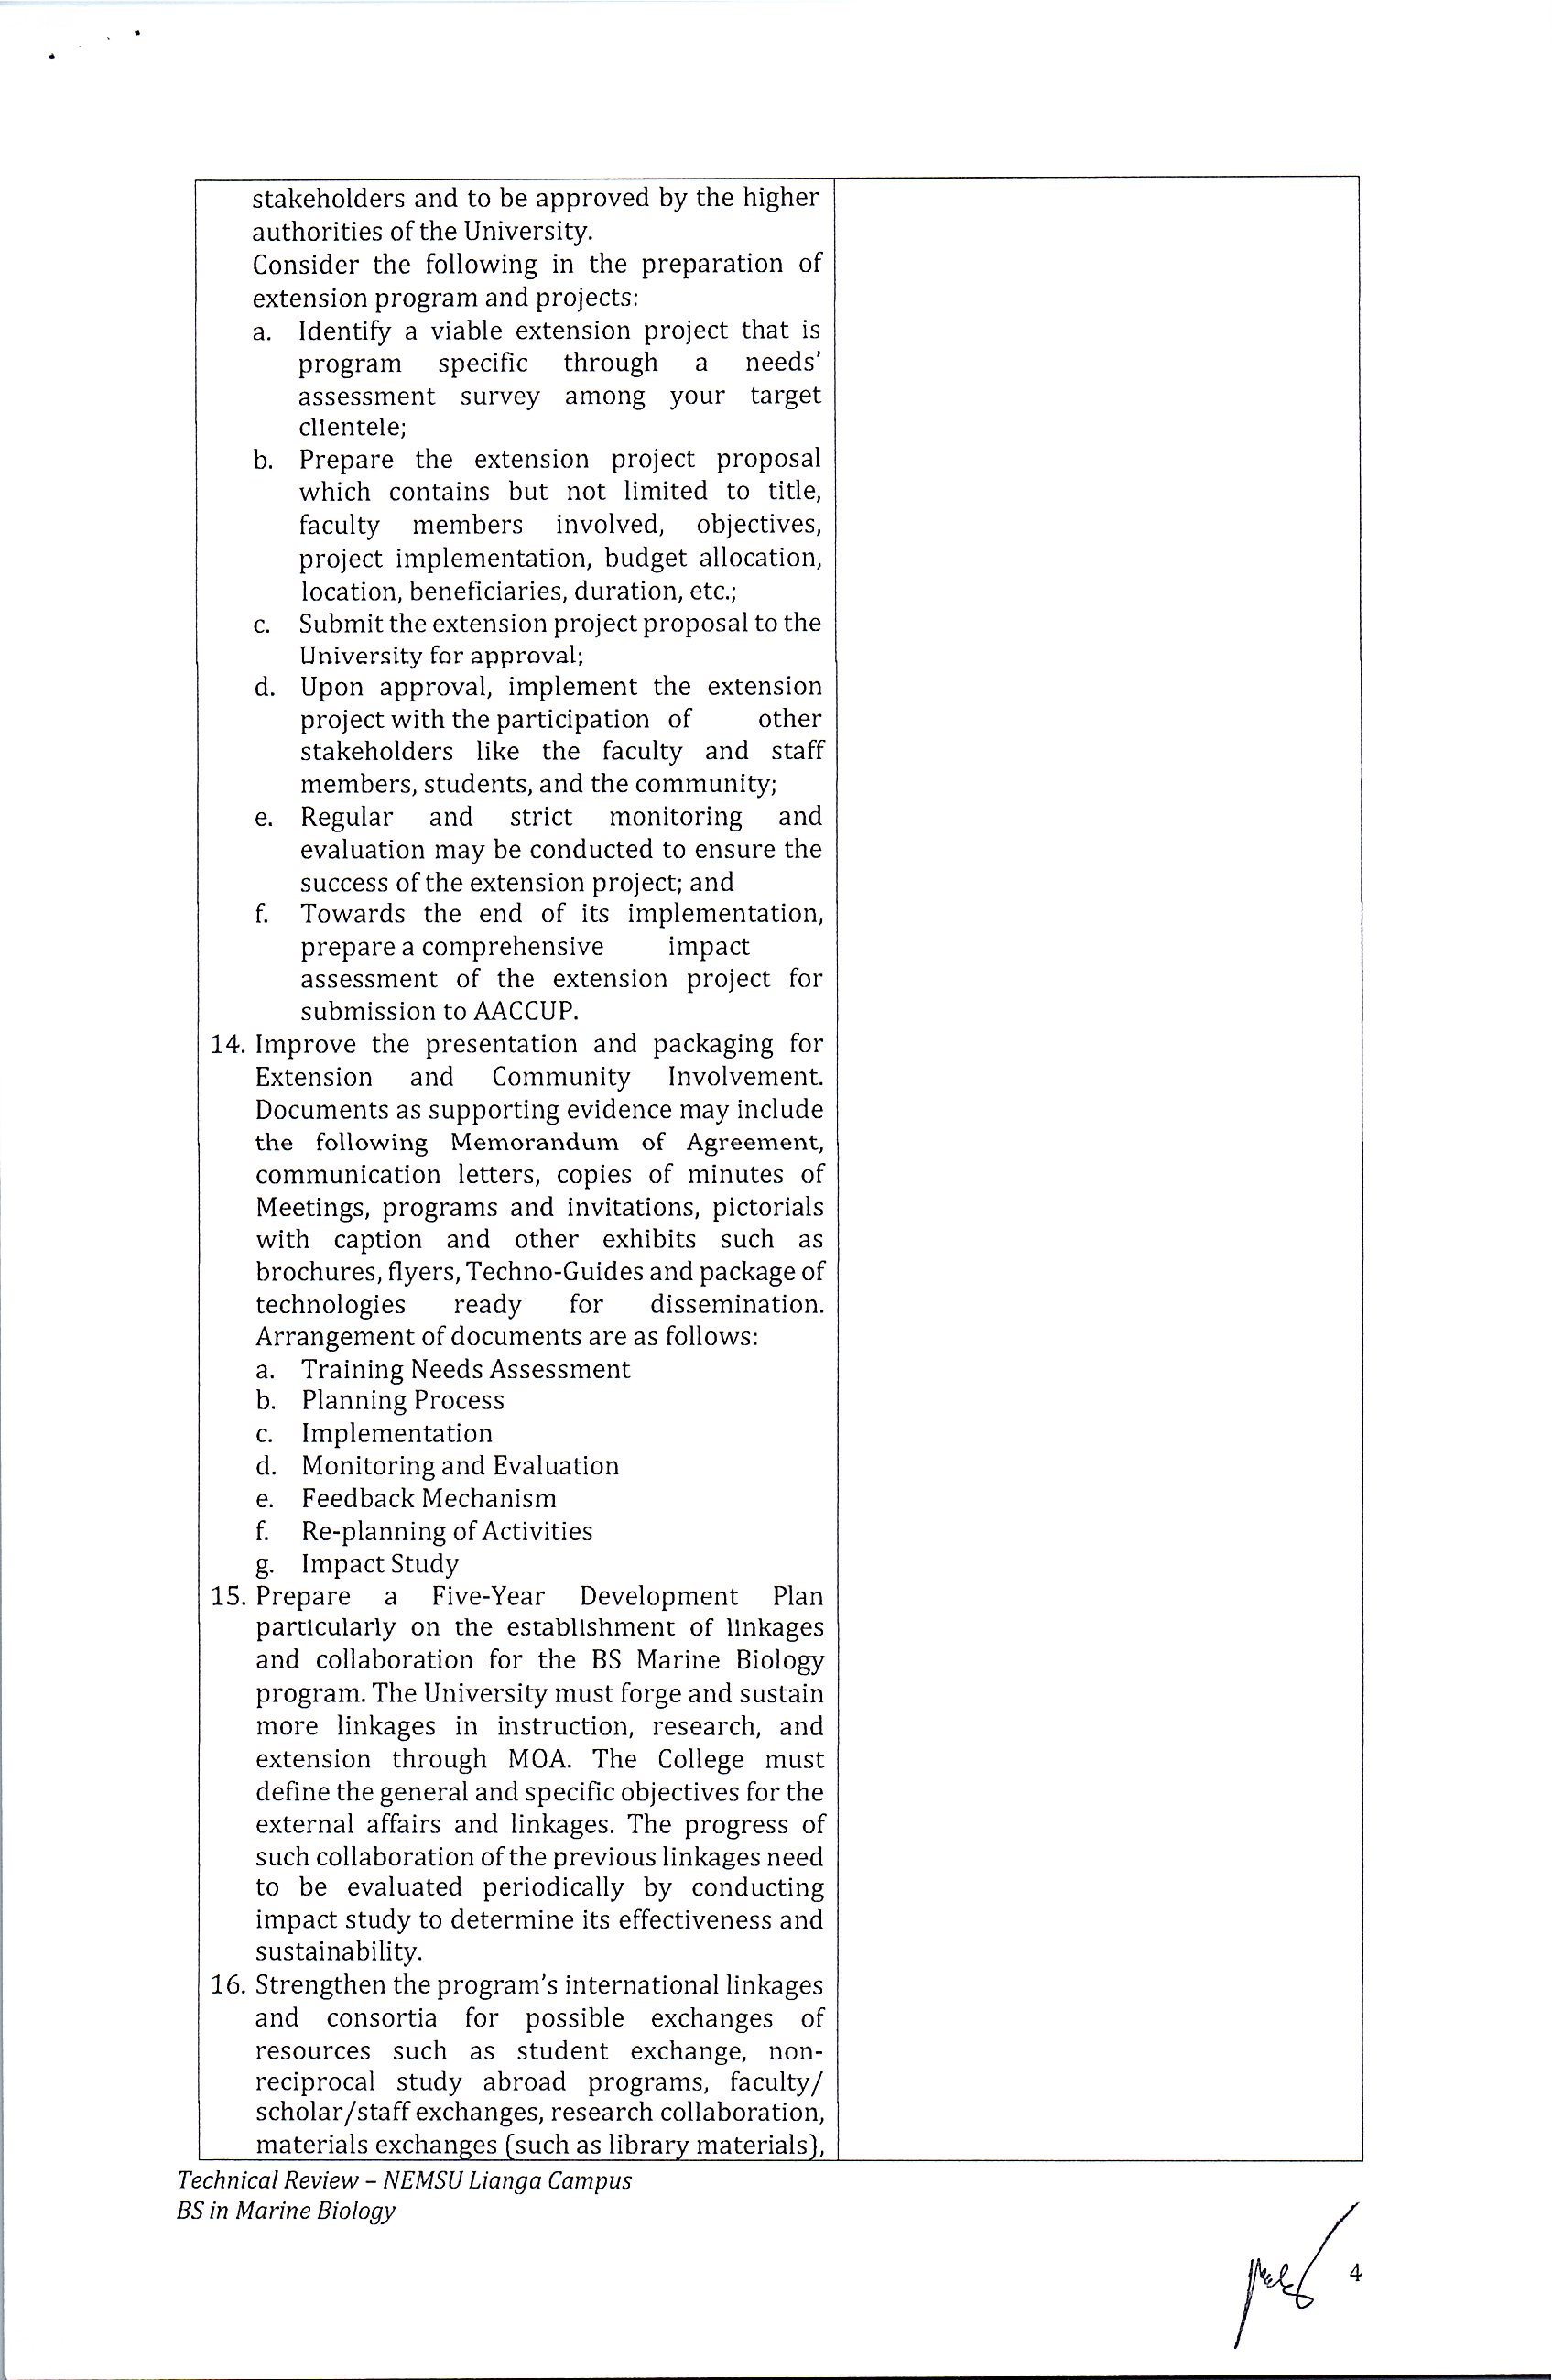 stakeholders and to be approved by the higher
authorities of the University.
Consider the following in the preparation of
extension program and projects:
a. Identify a viable extension project that is
program specific through a needs'
assessment survey among your target
clientele;
b. Prepare the extension project proposal
which contains but not limited to title,
faculty members involved, objectives,
project implementation, budget allocation,
location, beneficiaries, duration, etc.;
c. Submit the extension project proposal to the
University for approval;
d. Upon approval, implement the extension
project with the participation of other
stakeholders like the faculty and staff
members, students, and the community;
e. Regular and strict monitoring and
evaluation may be conducted to ensure the
success of the extension project; and
f. Towards the end of its implementation,
prepare a comprehensive impact
assessment of the extension project for
submission to AACCUP.
14. Improve the presentation and packaging for
Extension and Community Involvement.
Documents as supporting evidence may include
the following Memorandum of Agreement,
communication letters, copies of minutes of
Meetings, programs and invitations, pictorials
with caption and other exhibits such as
brochures, flyers, Techno-Guides and package of
technologies ready for dissemination.
Arrangement of documents are as follows:
a. Training Needs Assessment
b. Planning Process
c. Implementation
d. Monitoring and Evaluation
e. Feedback Mechanism
f. Re-planning of Activities
g. Impact Study
15. Prepare a Five-Year Development Plan
particularly on the establishment of linkages
and collaboration for the BS Marine Biology
program. The University must forge and sustain
more linkages in instruction, research, and
extension through MOA. The College must
define the general and specific objectives for the
external affairs and linkages. The progress of
such collaboration of the previous linkages need
to be evaluated periodically by conducting
impact study to determine its effectiveness and
sustainability.
16. Strengthen the program's international linkages
and consortia for possible exchanges of
resources such as student exchange, non-
reciprocal study abroad programs, faculty/
scholar/staff exchanges, research collaboration,
materials exchanges (such as library materials),
Technical Review – NEMSU Lianga Campus
BS in Marine Biology
4